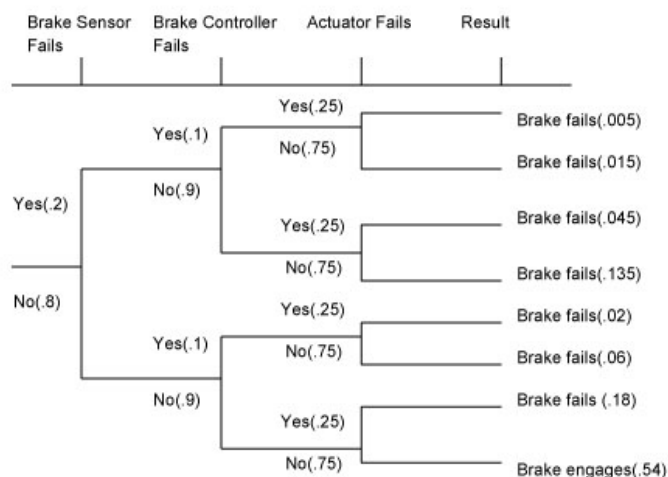 Brake Sensor Fails
Brake Controller Fails
Actuator Fails
Result
Yes(.25)
Brake fails(.005)
Yes(.1)
No(.75)
Brake fails(.015)
Yes(.2)
No(.9)
Yes(.25)
Brake fails(.045)
No(.75)
Brake fails(.135)
No(.8)
Yes(.25)
Brake fails(.02)
Yes(.1)
No(.75)
Brake fails(.06)
No(.9)
Yes(.25)
Brake fails (.18)
No(.75)
Brake engages(.54)